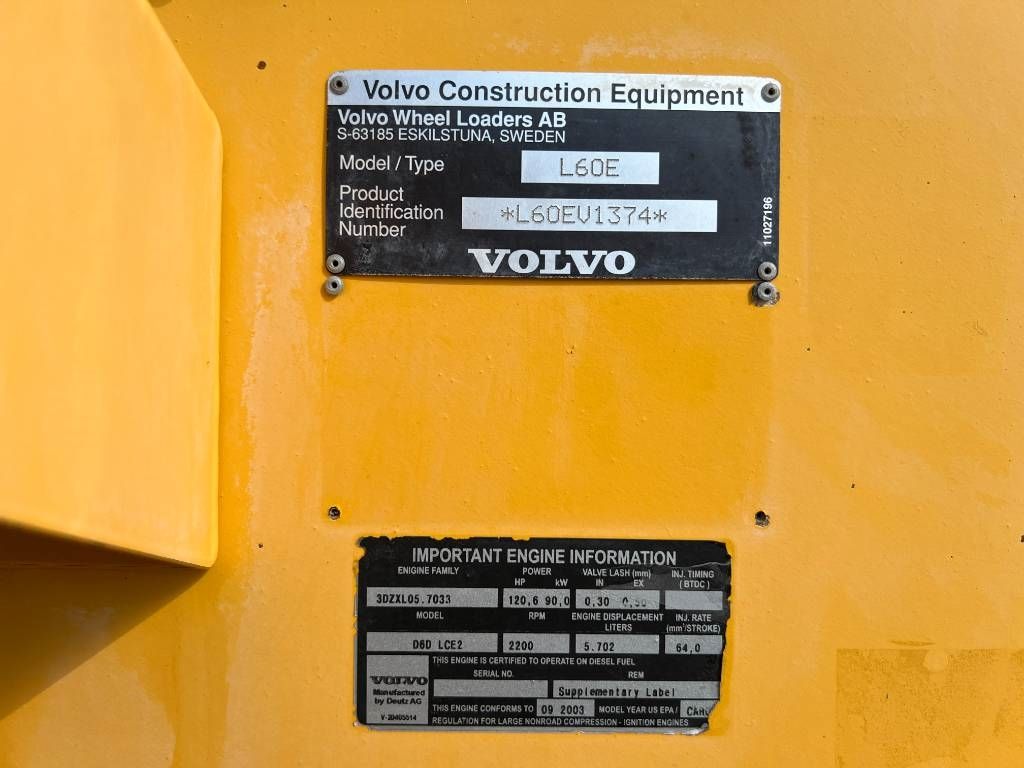 Volvo Construction Equipment
Volvo Wheel Loaders AB
S-63185 ESKILSTUNA, SWEDEN
Model / Type L60E
Product
Identification
Number *L60EV1374*
11027196
VOLVO
IMPORTANT ENGINE INFORMATION
ENIGINE FAMILY POWER VALVE LASH (mm) INJ. TIMING
HP kW IN EX (BTDC)
3DZXL05.7033 120,6 90,0 0,30 0,50
MODEL RPM ENGINE DISPLACEMENT INJ. RATE
LITERS (mm³/STROKE)
D6D LCE2 2200 5.702 64,0
THIS ENGINE IS CERTIFIED TO OPERATE ON DIESEL FUEL
SERIAL NO. REM
VOLVO
Manufactured
by Deutz AG
V-20405514
Supplementary Label
THIS ENGINE CONFORMS TO 09 2003 MODEL YEAR US EPA/
REGULATION FOR LARGE NONROAD COMPRESSION - IGNITION ENGINES